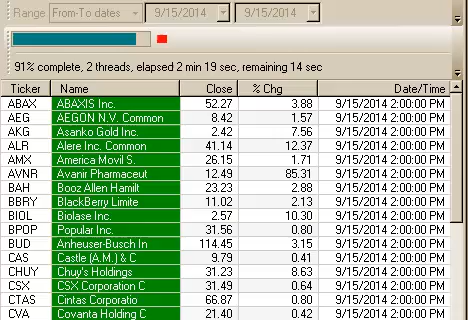 Range From-To dates 9/15/2014 9/15/2014
91% complete, 2 threads, elapsed 2 min 19 sec, remaining 14 sec
Ticker Name Close % Chg Date/Time
ABAX ABAXIS Inc. 52.27 3.88 9/15/2014 2:00:00 PM
AEG AEGON N.V. Common 8.42 1.57 9/15/2014 2:00:00 PM
AKG Asanko Gold Inc. 2.42 7.56 9/15/2014 2:00:00 PM
ALR Alere Inc. Common 41.14 12.37 9/15/2014 2:00:00 PM
AMX America Movil S. 26.15 1.71 9/15/2014 2:00:00 PM
AVNR Avanir Pharmaceut 12.49 85.31 9/15/2014 2:00:00 PM
BAH Booz Allen Hamilt 23.23 2.88 9/15/2014 2:00:00 PM
BBRY BlackBerry Limite 11.02 2.13 9/15/2014 2:00:00 PM
BIOL Biolase Inc. 2.57 10.30 9/15/2014 2:00:00 PM
BPOP Popular Inc. 31.56 0.80 9/15/2014 2:00:00 PM
BUD Anheuser-Busch In 114.45 3.15 9/15/2014 2:00:00 PM
CAS Castle (A.M.) & C 9.79 0.41 9/15/2014 2:00:00 PM
CHUY Chuy's Holdings 31.23 8.63 9/15/2014 2:00:00 PM
CSX CSX Corporation C 31.49 0.64 9/15/2014 2:00:00 PM
CTAS Cintas Corporatio 66.87 0.80 9/15/2014 2:00:00 PM
CVA Covanta Holding C 21.40 0.42 9/15/2014 2:00:00 PM